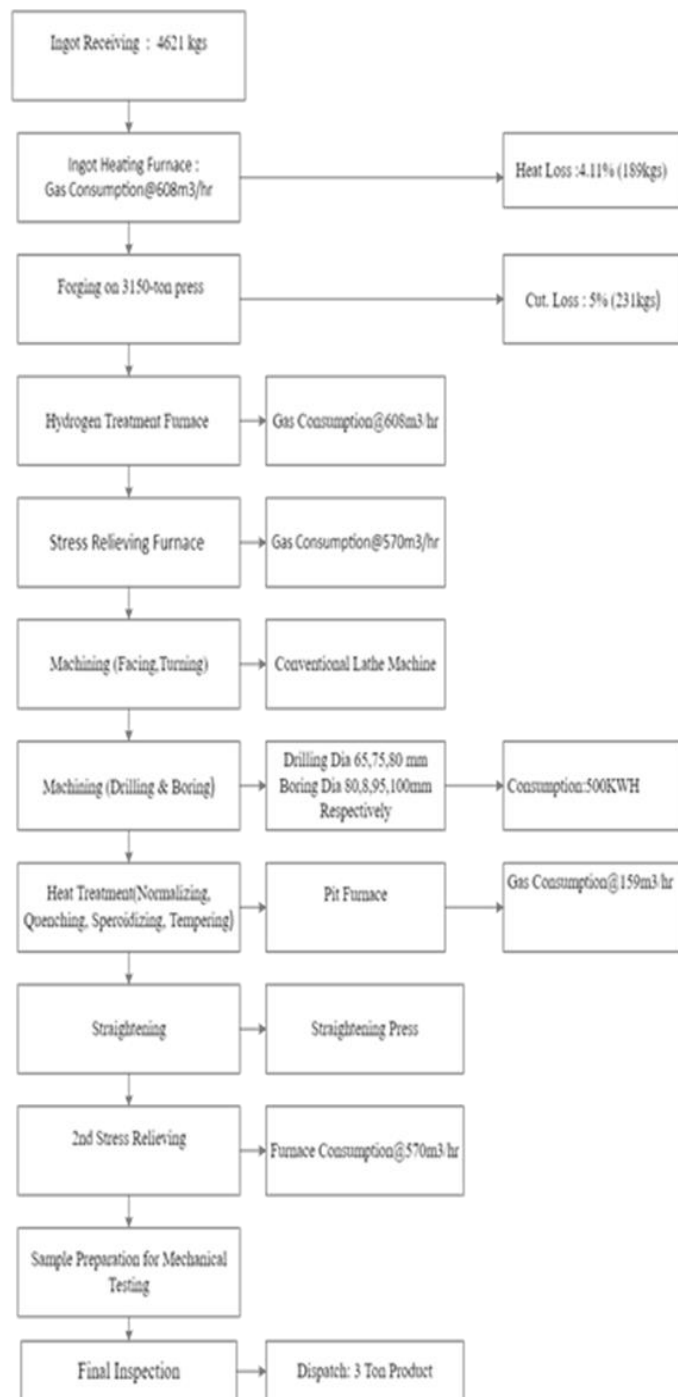 Ingot Receiving : 4621 kgs
Ingot Heating Furnace :
Gas Consumption@608m3/hr
Heat Loss :4.11% (189kgs)
Forging on 3150-ton press
Cut. Loss : 5% (231kgs)
Hydrogen Treatment Furnace
Gas Consumption@608m3/hr
Stress Relieving Furnace
Gas Consumption@570m3/hr
Machining (Facing,Turning)
Conventional Lathe Machine
Machining (Drilling & Boring)
Drilling Dia 65,75,80 mm
Boring Dia 80,8,95,100mm
Respectively
Consumption:500KWH
Heat Treatment(Normalizing,
Quenching, Speroidizing, Tempering)
Pit Furnace
Gas Consumption@159m3/hr
Straightening
Straightening Press
2nd Stress Relieving
Furnace Consumption@570m3/hr
Sample Preparation for Mechanical
Testing
Final Inspection
Dispatch: 3 Ton Product